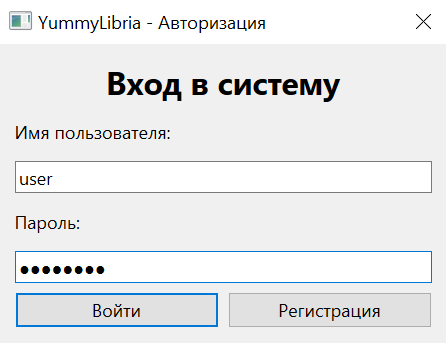 YummyLibria - Авторизация
Вход в систему
Имя пользователя:
user
Пароль:
●●●●●●●●
Войти
Регистрация